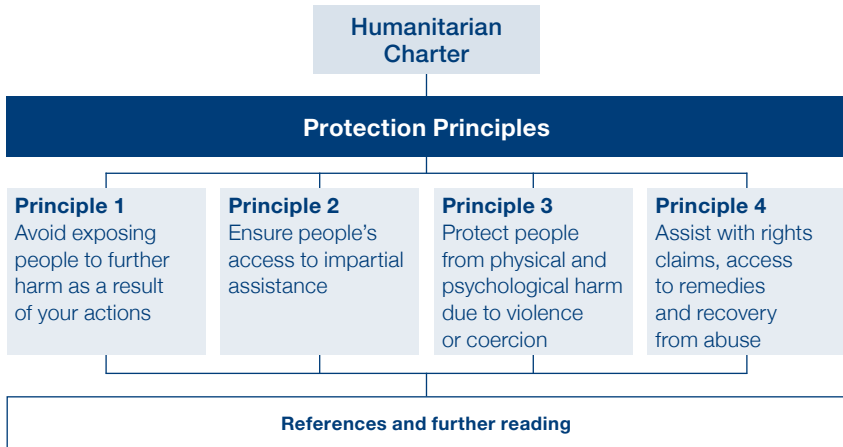 Humanitarian
Charter
Protection Principles
Principle 1
Avoid exposing
people to further
harm as a result
of your actions
Principle 2
Ensure people’s
access to impartial
assistance
Principle 3
Protect people
from physical and
psychological harm
due to violence
or coercion
Principle 4
Assist with rights
claims, access
to remedies
and recovery
from abuse
References and further reading